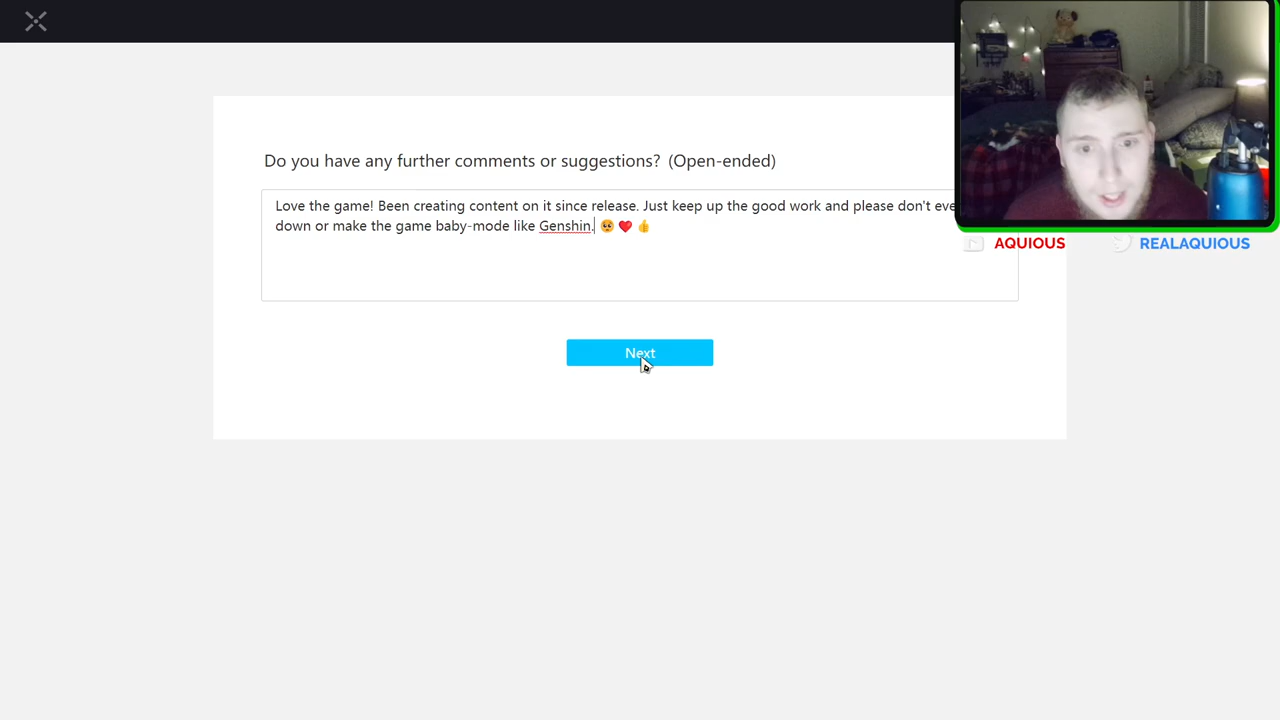 Do you have any further comments or suggestions? (Open-ended)
Love the game! Been creating content on it since release. Just keep up the good work and please don't
down or make the game baby-mode like Genshin. 🥺 ❤️ 👍
AQUIOUS
REALAQUIOUS
Next